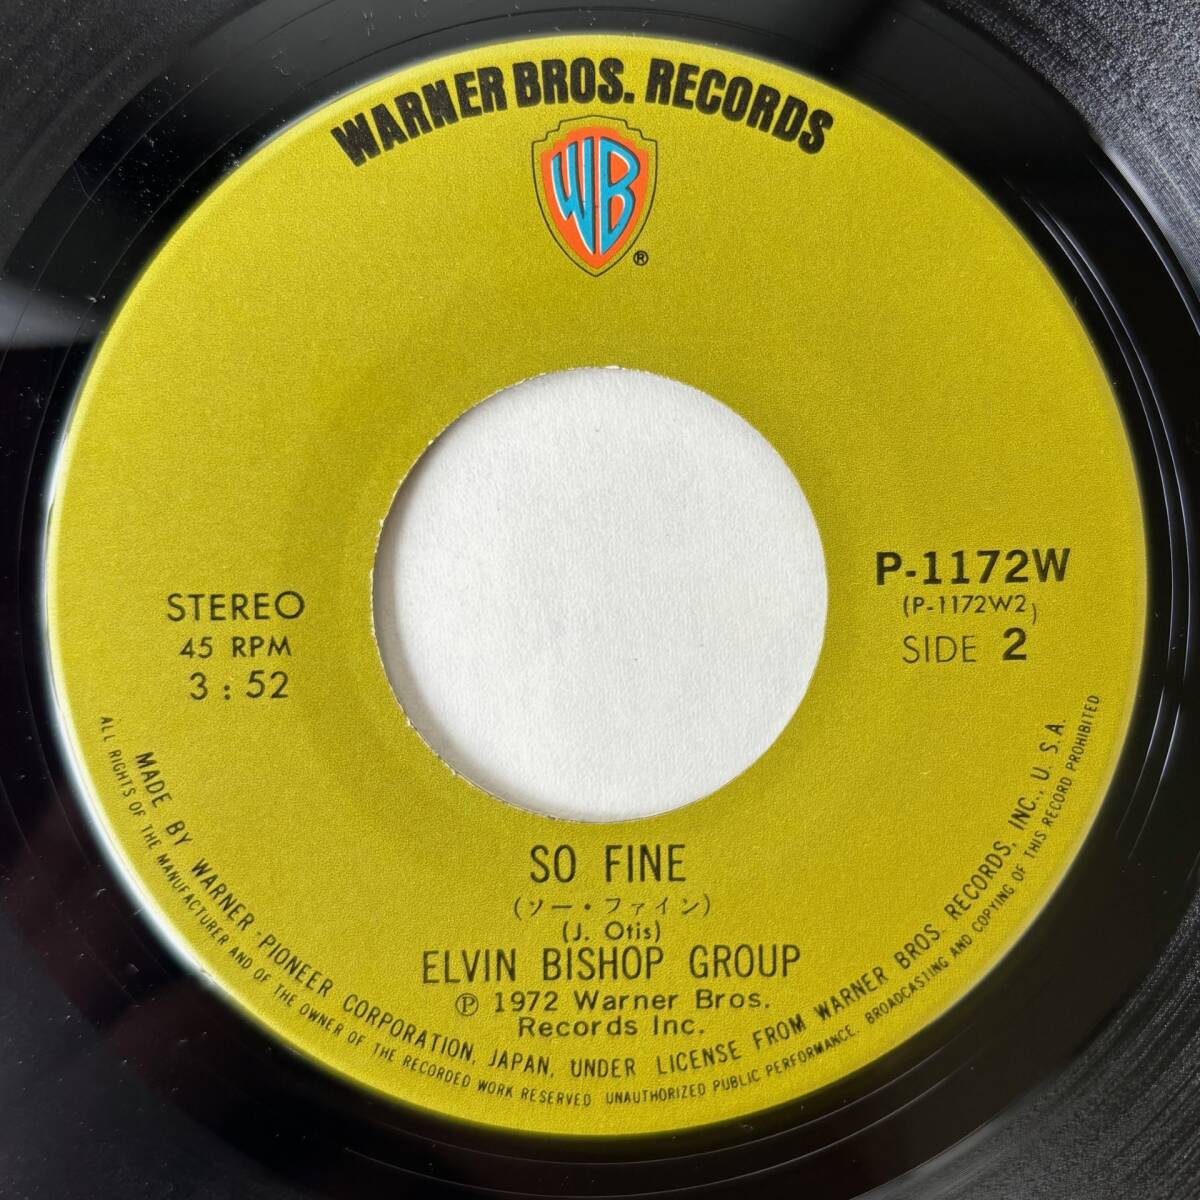 WARNER BROS. RECORDS
WB
®
STEREO
45 RPM
3 : 52
P-1172W
(P-1172W2)
SIDE 2
SO FINE
(ソー・ファイン)
(J. Otis)
ELVIN BISHOP GROUP
Ⓟ 1972 Warner Bros.
Records Inc.
MADE BY WARNER-PIONEER CORPORATION, JAPAN, UNDER LICENSE FROM WARNER BROS. RECORDS, INC., U. S. A.
ALL RIGHTS OF THE MANUFACTURER AND OF THE OWNER OF THE RECORDED WORK RESERVED UNAUTHORIZED PUBLIC PERFORMANCE. BROADCASTING AND COPYING OF THIS RECORD PROHIBITED